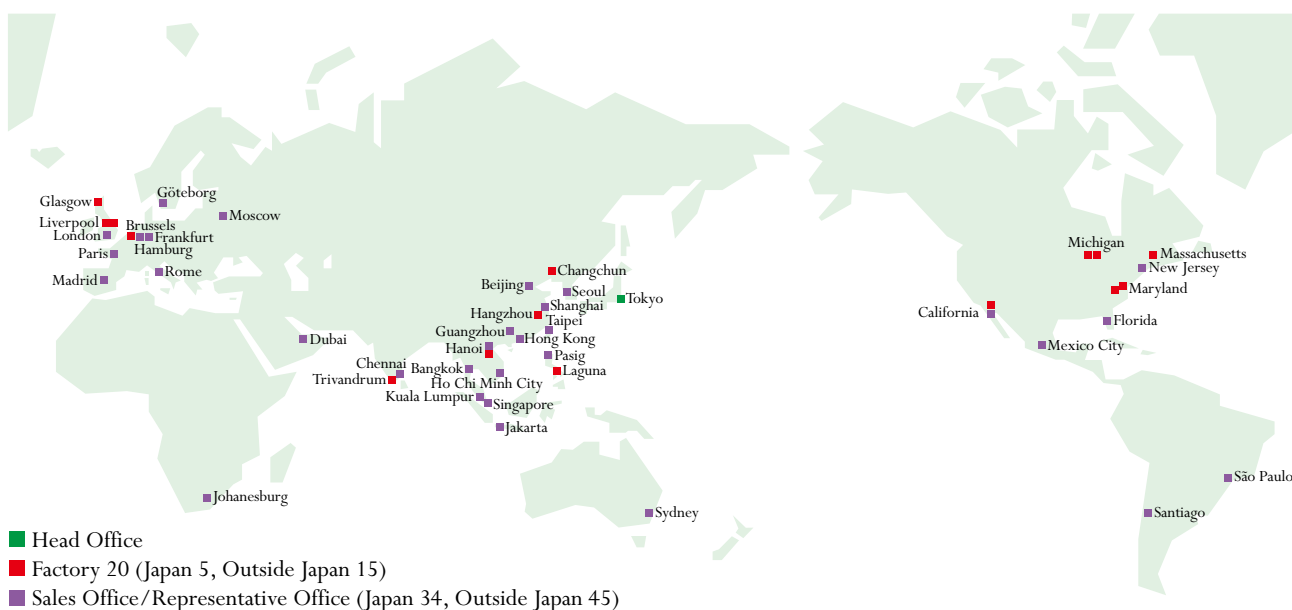 Göteborg
Glasgow
Moscow
Liverpool
Brussels
London
Frankfurt
Hamburg
Paris
Rome
Madrid
Michigan
Massachusetts
New Jersey
Changchun
Beijing
Seoul
Maryland
Tokyo
Shanghai
Hangzhou
California
Taipei
Florida
Guangzhou
Dubai
Hong Kong
Mexico City
Hanoi
Pasig
Chennai
Bangkok
Laguna
Trivandrum
Ho Chi Minh City
Kuala Lumpur
Singapore
Jakarta
São Paulo
Johanesburg
Sydney
Santiago
Head Office
Factory 20 (Japan 5, Outside Japan 15)
Sales Office/Representative Office (Japan 34, Outside Japan 45)